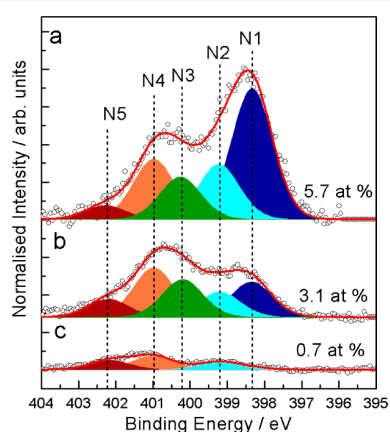 a
N1
N2
N3
N4
N5
5.7 at %
b
3.1 at %
c
0.7 at %
404 403 402 401 400 399 398 397 396 395
Binding Energy / eV
Normalised Intensity / arb. units